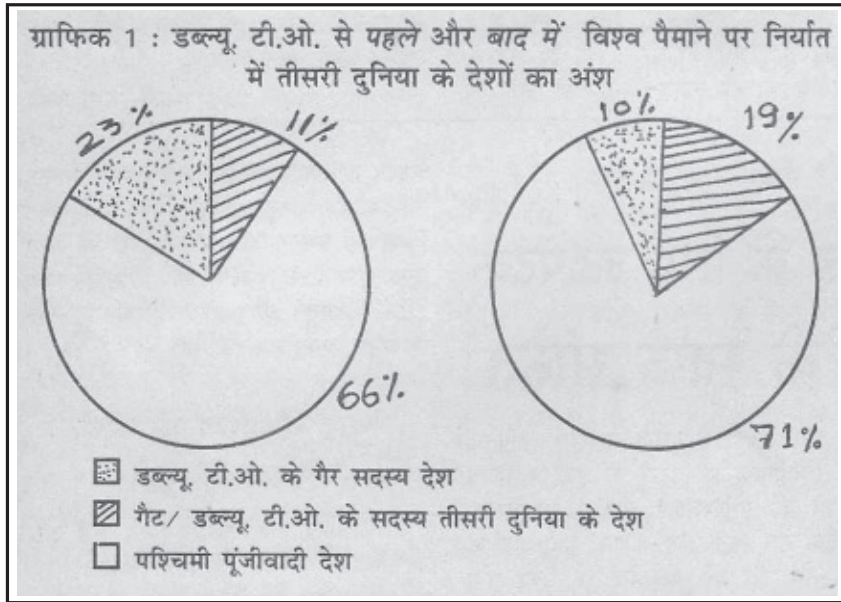 ग्राफिक 1 : डब्ल्यू. टी.ओ. से पहले और बाद में विश्व पैमाने पर निर्यात
में तीसरी दुनिया के देशों का अंश
23%
11%
10%
19%
66%
71%
डब्ल्यू. टी.ओ. के गैर सदस्य देश
गैट/ डब्ल्यू. टी.ओ. के सदस्य तीसरी दुनिया के देश
पश्चिमी पूंजीवादी देश